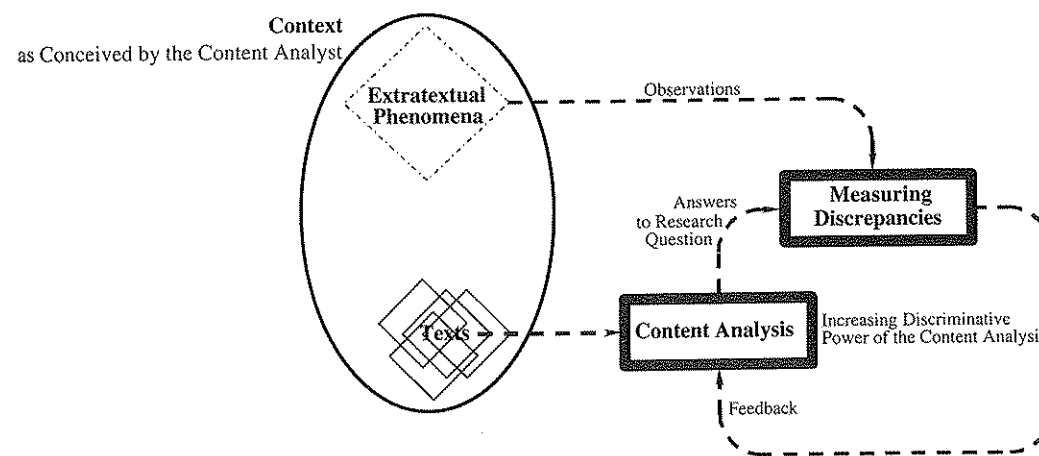 Context
as Conceived by the Content Analyst
Extratextual
Phenomena
Observations
Measuring
Discrepancies
Answers
to Research
Question
Texts
Content Analysis
Increasing Discriminative
Power of the Content Analysis
Feedback